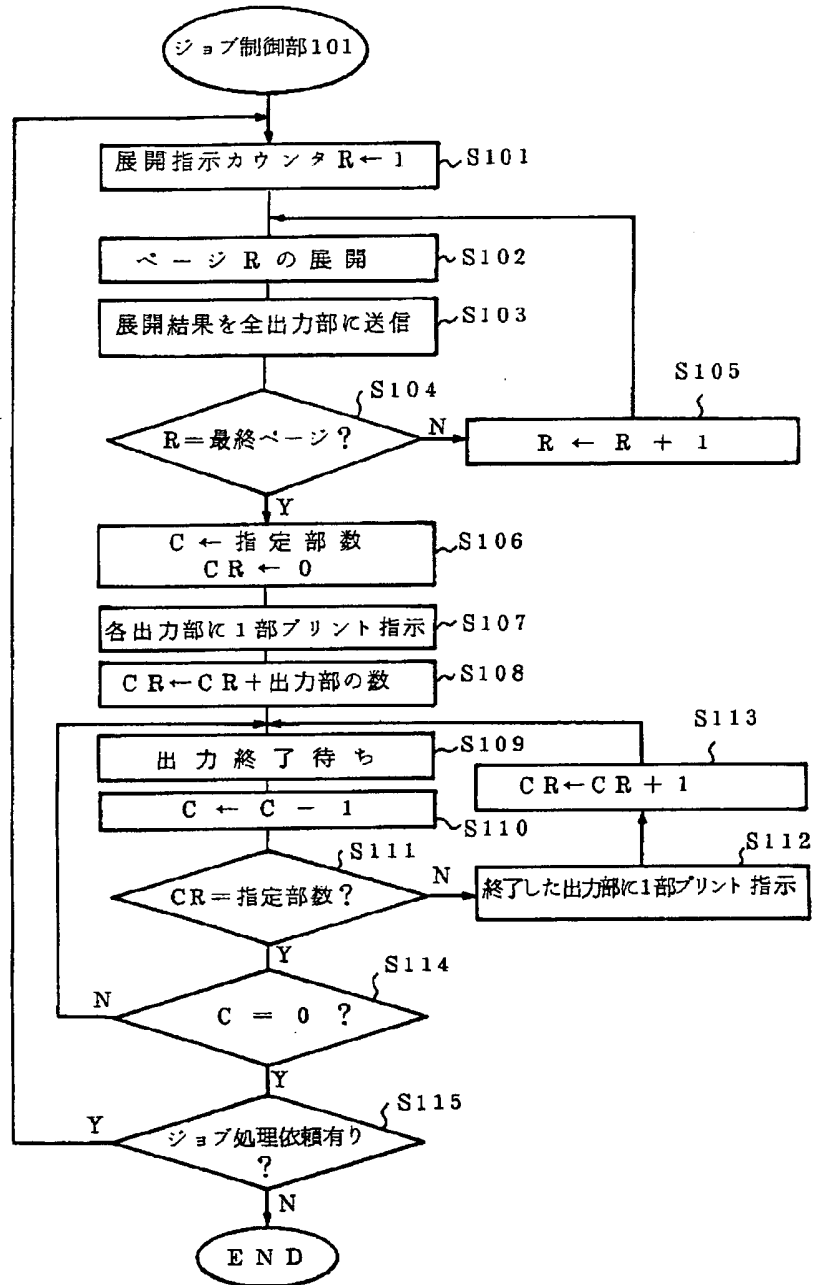 ジョブ制御部101
展開指示カウンタR←1
S101
ページRの展開
S102
展開結果を全出力部に送信
S103
S104
R=最終ページ?
N
S105
R ← R + 1
Y
C ← 指定部数
CR ← 0
S106
各出力部に1部プリント指示
S107
CR←CR+出力部の数
S108
出力終了待ち
S109
S113
CR←CR+1
C ← C - 1
S110
S111
CR=指定部数?
N
S112
終了した出力部に1部プリント指示
Y
S114
N
C = 0 ?
Y
S115
Y
ジョブ処理依頼有り
?
N
END